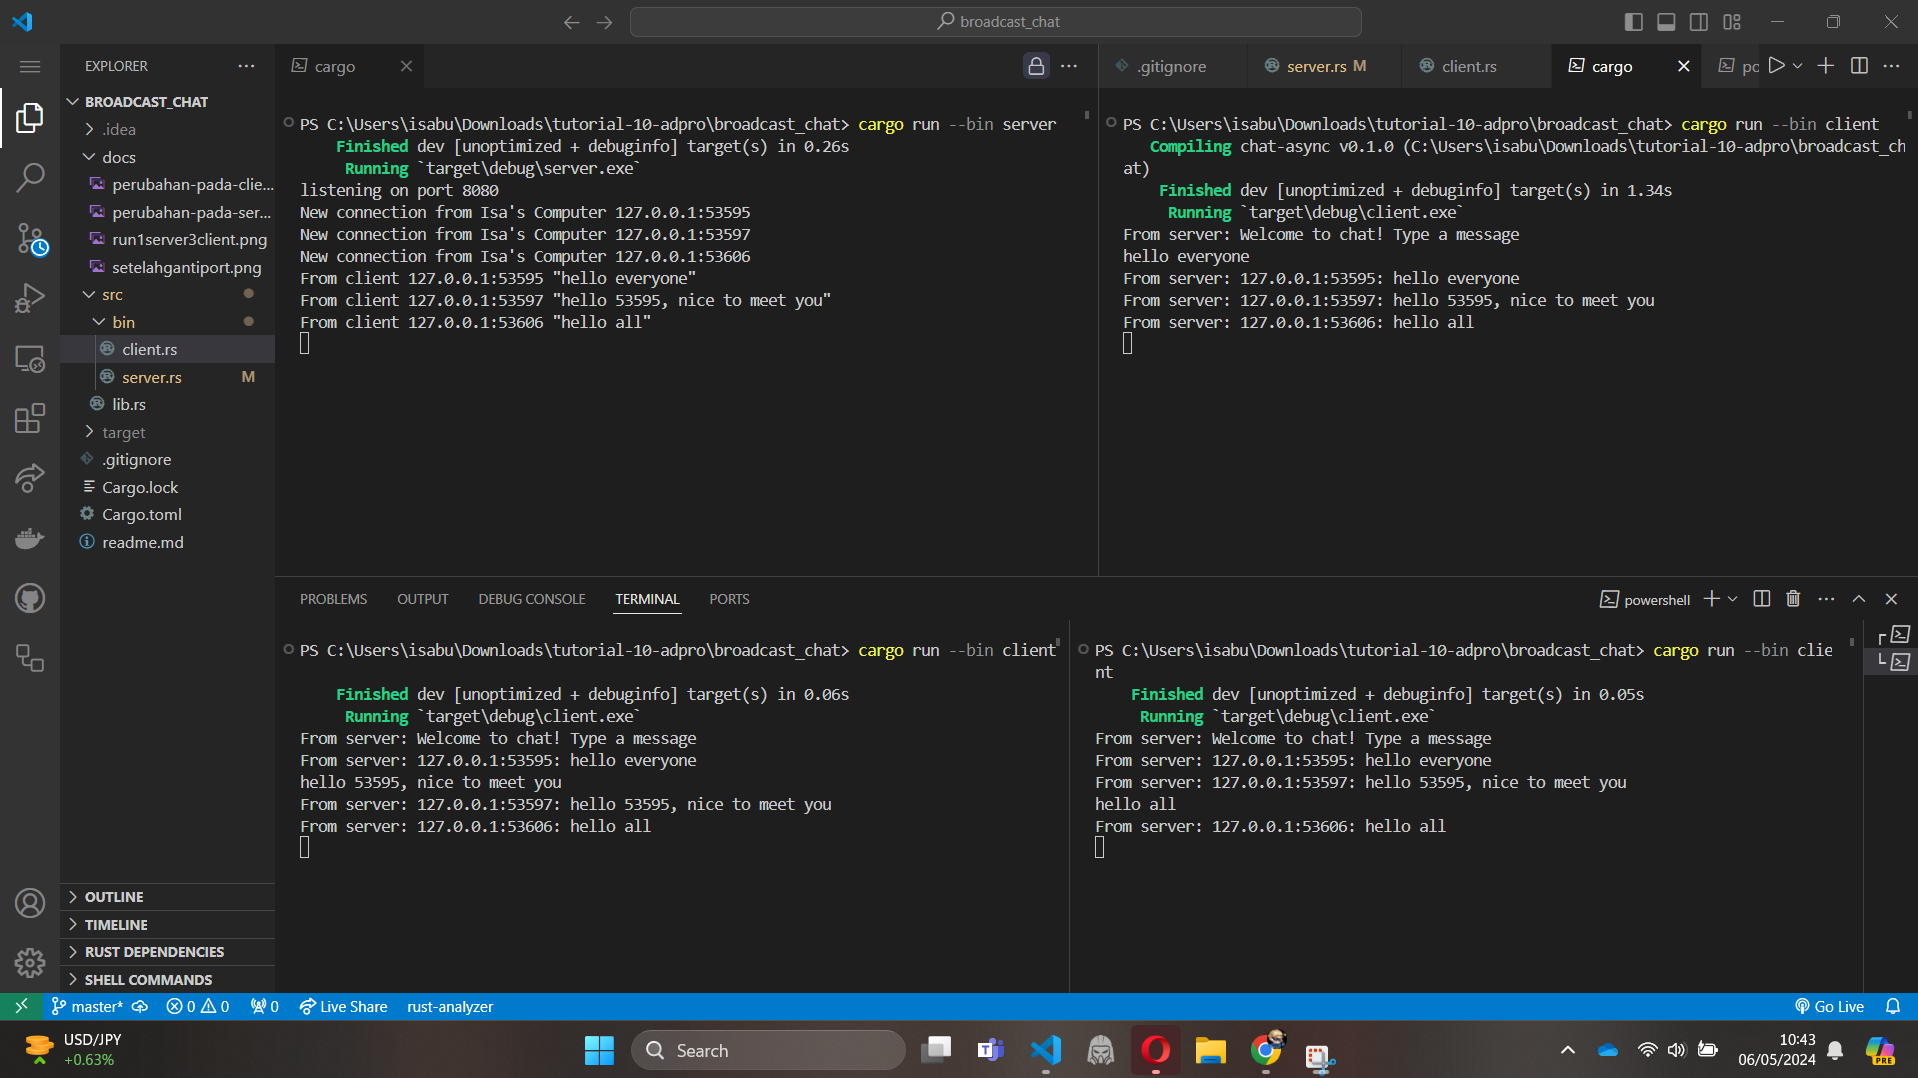 broadcast_chat
EXPLORER
BROADCAST_CHAT
.idea
docs
perubahan-pada-clie...
perubahan-pada-ser...
run1server3client.png
setelahgantiport.png
src
bin
client.rs
server.rs M
lib.rs
target
.gitignore
Cargo.lock
Cargo.toml
readme.md
OUTLINE
TIMELINE
RUST DEPENDENCIES
SHELL COMMANDS
cargo
PS C:\Users\isabu\Downloads\tutorial-10-adpro\broadcast_chat> cargo run --bin server
Finished dev [unoptimized + debuginfo] target(s) in 0.26s
Running `target\debug\server.exe`
listening on port 8080
New connection from Isa's Computer 127.0.0.1:53595
New connection from Isa's Computer 127.0.0.1:53597
New connection from Isa's Computer 127.0.0.1:53606
From client 127.0.0.1:53595 "hello everyone"
From client 127.0.0.1:53597 "hello 53595, nice to meet you"
From client 127.0.0.1:53606 "hello all"
.gitignore server.rs M client.rs cargo po
PS C:\Users\isabu\Downloads\tutorial-10-adpro\broadcast_chat> cargo run --bin client
Compiling chat-async v0.1.0 (C:\Users\isabu\Downloads\tutorial-10-adpro\broadcast_ch
at)
Finished dev [unoptimized + debuginfo] target(s) in 1.34s
Running `target\debug\client.exe`
From server: Welcome to chat! Type a message
hello everyone
From server: 127.0.0.1:53595: hello everyone
From server: 127.0.0.1:53597: hello 53595, nice to meet you
From server: 127.0.0.1:53606: hello all
PROBLEMS OUTPUT DEBUG CONSOLE TERMINAL PORTS
powershell
PS C:\Users\isabu\Downloads\tutorial-10-adpro\broadcast_chat> cargo run --bin client
Finished dev [unoptimized + debuginfo] target(s) in 0.06s
Running `target\debug\client.exe`
From server: Welcome to chat! Type a message
From server: 127.0.0.1:53595: hello everyone
hello 53595, nice to meet you
From server: 127.0.0.1:53597: hello 53595, nice to meet you
From server: 127.0.0.1:53606: hello all
PS C:\Users\isabu\Downloads\tutorial-10-adpro\broadcast_chat> cargo run --bin clie
nt
Finished dev [unoptimized + debuginfo] target(s) in 0.05s
Running `target\debug\client.exe`
From server: Welcome to chat! Type a message
From server: 127.0.0.1:53595: hello everyone
From server: 127.0.0.1:53597: hello 53595, nice to meet you
hello all
From server: 127.0.0.1:53606: hello all
master* 0 0 0 Live Share rust-analyzer Go Live
USD/JPY
+0.63%
Search
10:43
06/05/2024
PRE